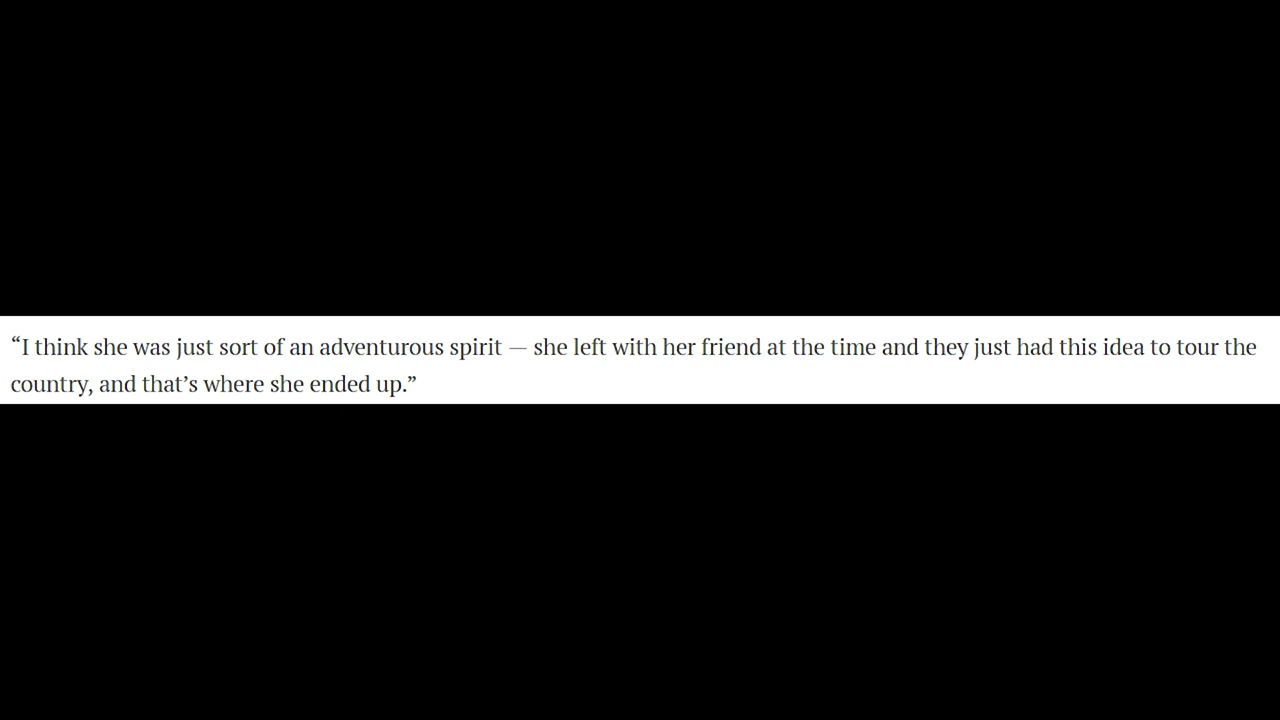 “I think she was just sort of an adventurous spirit — she left with her friend at the time and they just had this idea to tour the
country, and that’s where she ended up.”